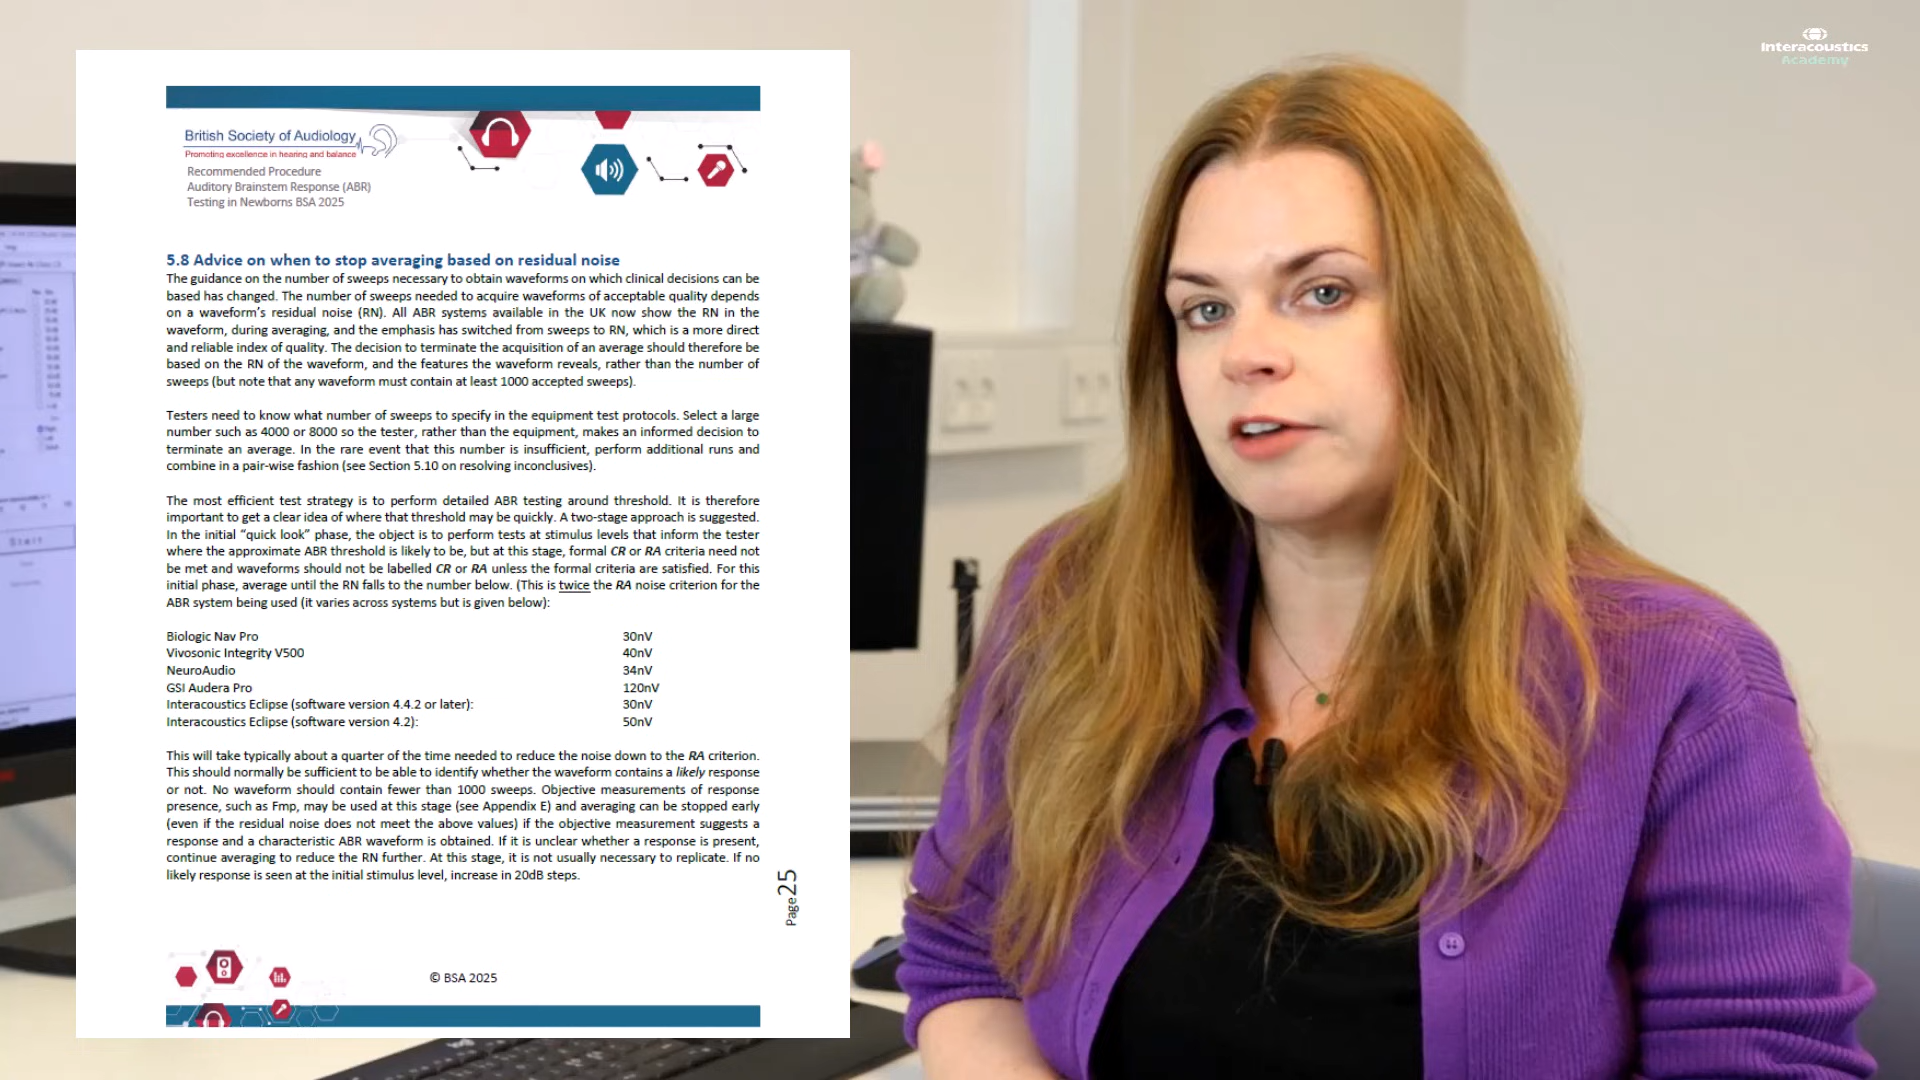 Interacoustics
Academy
British Society of Audiology
Promoting excellence in hearing and balance
Recommended Procedure
Auditory Brainstem Response (ABR)
Testing in Newborns BSA 2025
5.8 Advice on when to stop averaging based on residual noise
The guidance on the number of sweeps necessary to obtain waveforms on which clinical decisions can be
based has changed. The number of sweeps needed to acquire waveforms of acceptable quality depends
on a waveform's residual noise (RN). All ABR systems available in the UK now show the RN in the
waveform, during averaging, and the emphasis has switched from sweeps to RN, which is a more direct
and reliable index of quality. The decision to terminate the acquisition of an average should therefore be
based on the RN of the waveform, and the features the waveform reveals, rather than the number of
sweeps (but note that any waveform must contain at least 1000 accepted sweeps).
Testers need to know what number of sweeps to specify in the equipment test protocols. Select a large
number such as 4000 or 8000 so the tester, rather than the equipment, makes an informed decision to
terminate an average. In the rare event that this number is insufficient, perform additional runs and
combine in a pair-wise fashion (see Section 5.10 on resolving inconclusives).
The most efficient test strategy is to perform detailed ABR testing around threshold. It is therefore
important to get a clear idea of where that threshold may be quickly. A two-stage approach is suggested.
In the initial “quick look” phase, the object is to perform tests at stimulus levels that inform the tester
where the approximate ABR threshold is likely to be, but at this stage, formal CR or RA criteria need not
be met and waveforms should not be labelled CR or RA unless the formal criteria are satisfied. For this
initial phase, average until the RN falls to the number below. (This is twice the RA noise criterion for the
ABR system being used (it varies across systems but is given below):
Biologic Nav Pro 30nV
Vivosonic Integrity V500 40nV
NeuroAudio 34nV
GSI Audera Pro 120nV
Interacoustics Eclipse (software version 4.4.2 or later): 30nV
Interacoustics Eclipse (software version 4.2): 50nV
This will take typically about a quarter of the time needed to reduce the noise down to the RA criterion.
This should normally be sufficient to be able to identify whether the waveform contains a likely response
or not. No waveform should contain fewer than 1000 sweeps. Objective measurements of response
presence, such as Fmp, may be used at this stage (see Appendix E) and averaging can be stopped early
(even if the residual noise does not meet the above values) if the objective measurement suggests a
response and a characteristic ABR waveform is obtained. If it is unclear whether a response is present,
continue averaging to reduce the RN further. At this stage, it is not usually necessary to replicate. If no
likely response is seen at the initial stimulus level, increase in 20dB steps.
Page 25
© BSA 2025
Start